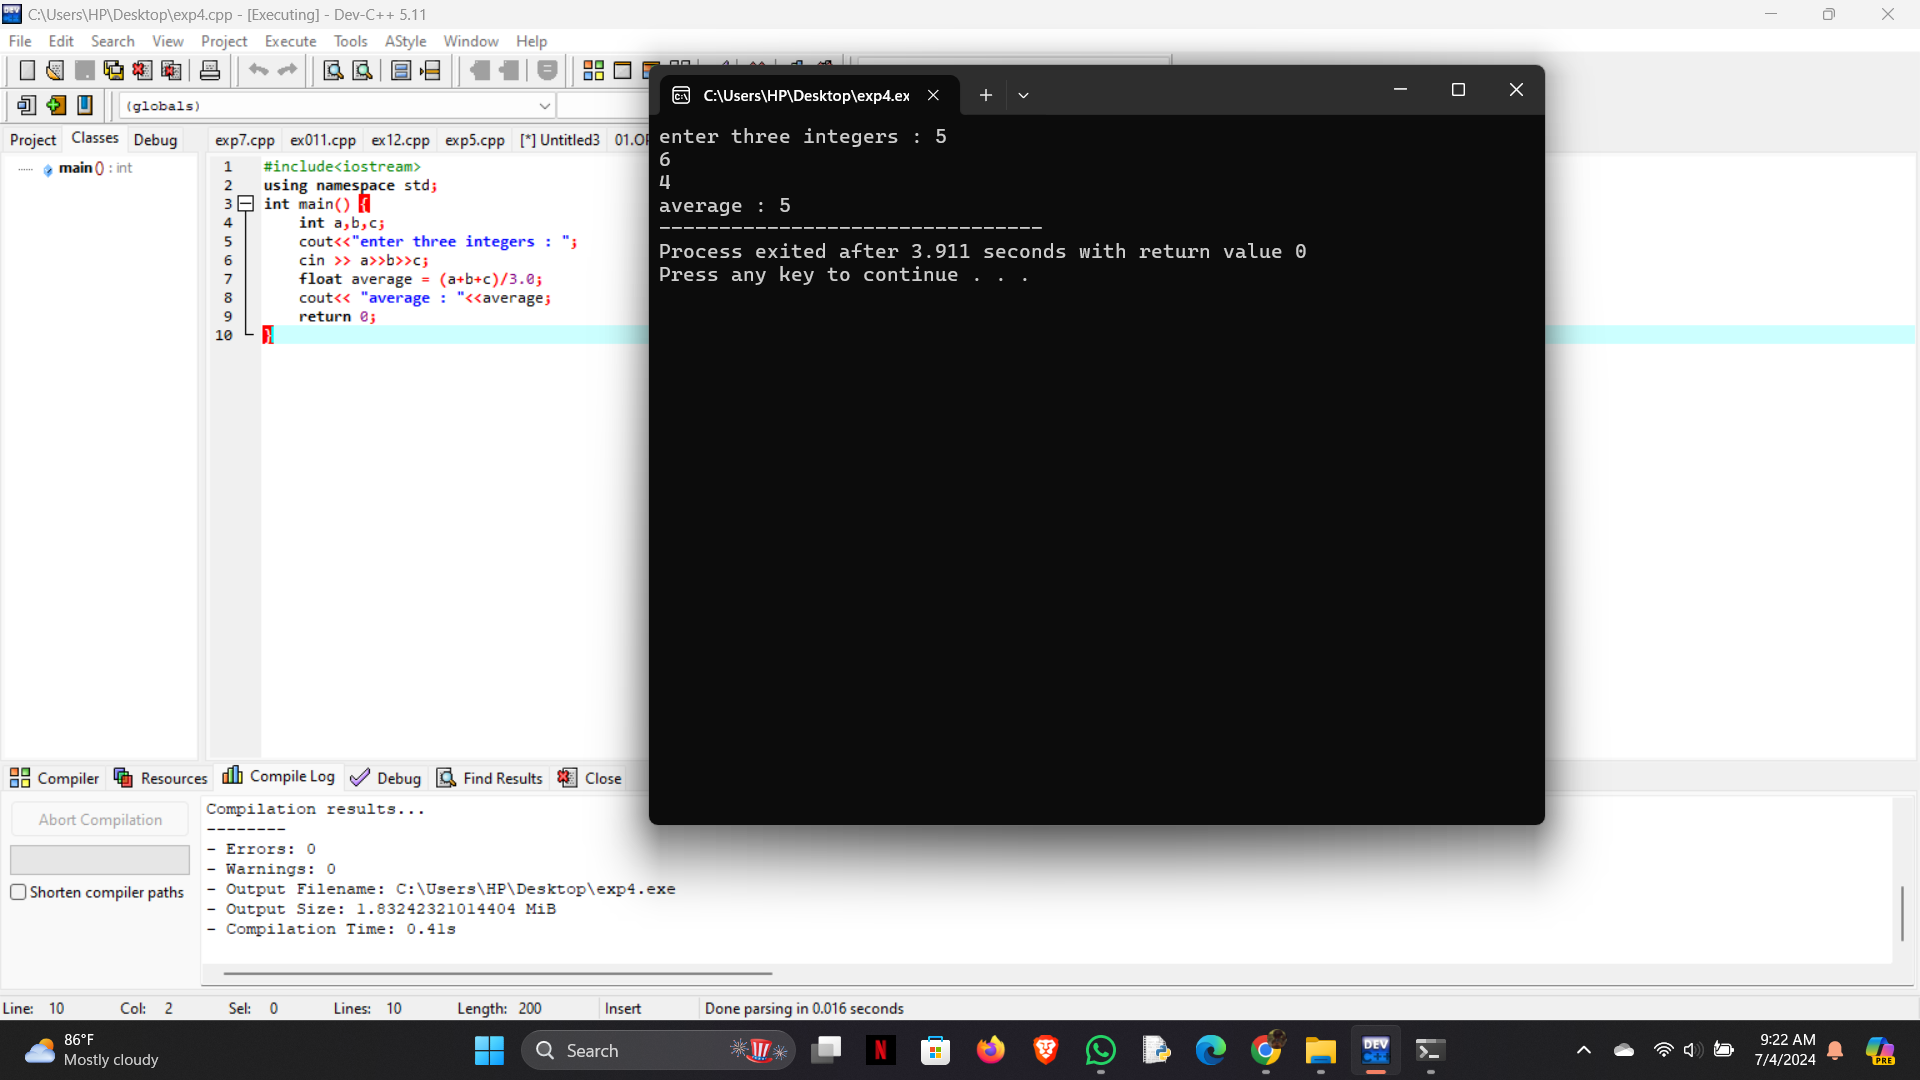 C:\Users\HP\Desktop\exp4.cpp - [Executing] - Dev-C++ 5.11
File Edit Search View Project Execute Tools AStyle Window Help
(globals)
Project Classes Debug
exp7.cpp ex011.cpp ex12.cpp exp5.cpp [*] Untitled3
main () : int
1 #include<iostream>
2 using namespace std;
3 int main() {
4 int a,b,c;
5 cout<<"enter three integers : ";
6 cin >> a>>b>>c;
7 float average = (a+b+c)/3.0;
8 cout<< "average : "<<average;
9 return 0;
10 }
C:\Users\HP\Desktop\exp4.ex
enter three integers : 5
6
4
average : 5
--------------------------------
Process exited after 3.911 seconds with return value 0
Press any key to continue . . .
Compiler Resources Compile Log Debug Find Results Close
Abort Compilation
Shorten compiler paths
Compilation results...
--------
- Errors: 0
- Warnings: 0
- Output Filename: C:\Users\HP\Desktop\exp4.exe
- Output Size: 1.83242321014404 MiB
- Compilation Time: 0.41s
Line: 10 Col: 2 Sel: 0 Lines: 10 Length: 200 Insert Done parsing in 0.016 seconds
86°F
Mostly cloudy
Search
DEV
C++
9:22 AM
7/4/2024
PRE